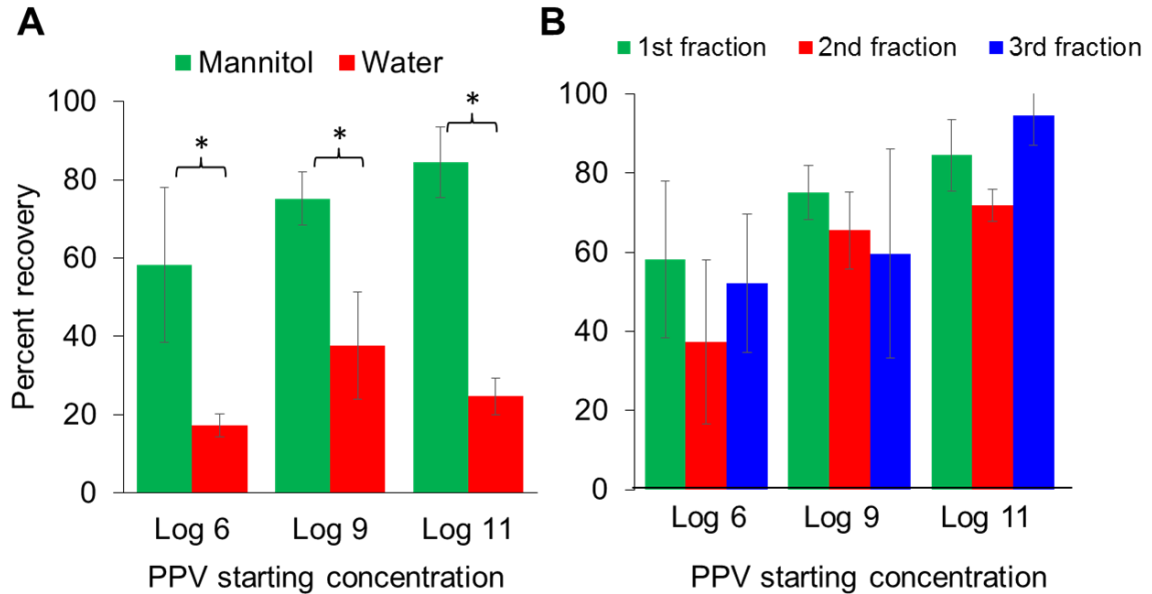 A
Mannitol Water
100
80
60
40
20
0
Percent recovery
*
*
*
Log 6 Log 9 Log 11
PPV starting concentration
B
1st fraction 2nd fraction 3rd fraction
100
80
60
40
20
0
Log 6 Log 9 Log 11
PPV starting concentration